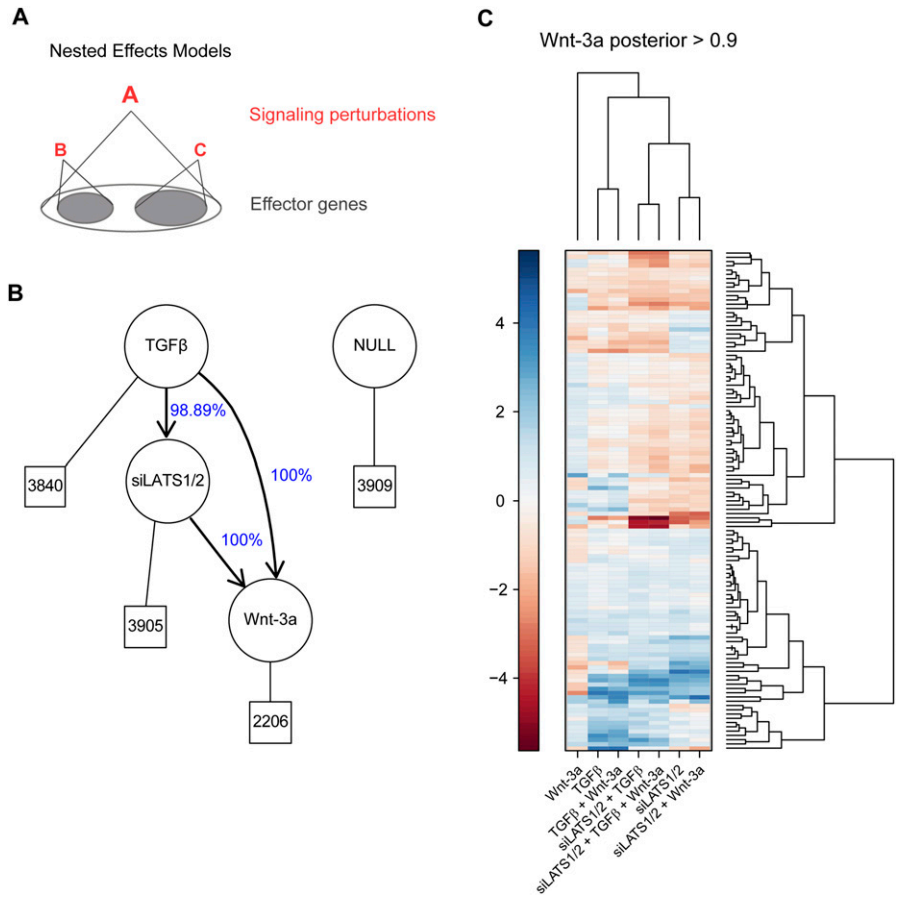 A
Nested Effects Models
A
B
C
Signaling perturbations
Effector genes
B
TGFβ
NULL
98.89%
3840
siLATS1/2
100%
3909
100%
3905
Wnt-3a
2206
C
Wnt-3a posterior > 0.9
4
2
0
−2
−4
Wnt-3a
TGFβ
TGFβ + Wnt-3a
siLATS1/2 + TGFβ
siLATS1/2 + TGFβ + Wnt-3a
siLATS1/2
siLATS1/2 + Wnt-3a